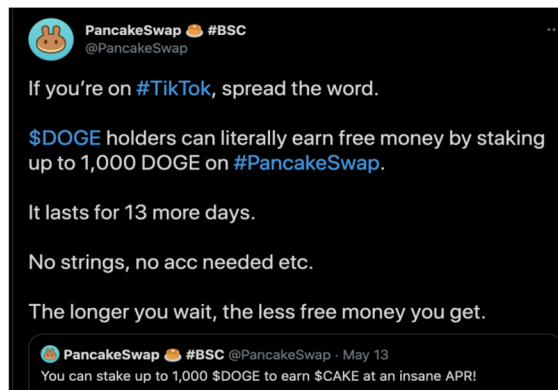 PancakeSwap 🥞 #BSC
@PancakeSwap
If you're on #TikTok, spread the word.
$DOGE holders can literally earn free money by staking
up to 1,000 DOGE on #PancakeSwap.
It lasts for 13 more days.
No strings, no acc needed etc.
The longer you wait, the less free money you get.
PancakeSwap 🥞 #BSC @PancakeSwap · May 13
You can stake up to 1,000 $DOGE to earn $CAKE at an insane APR!